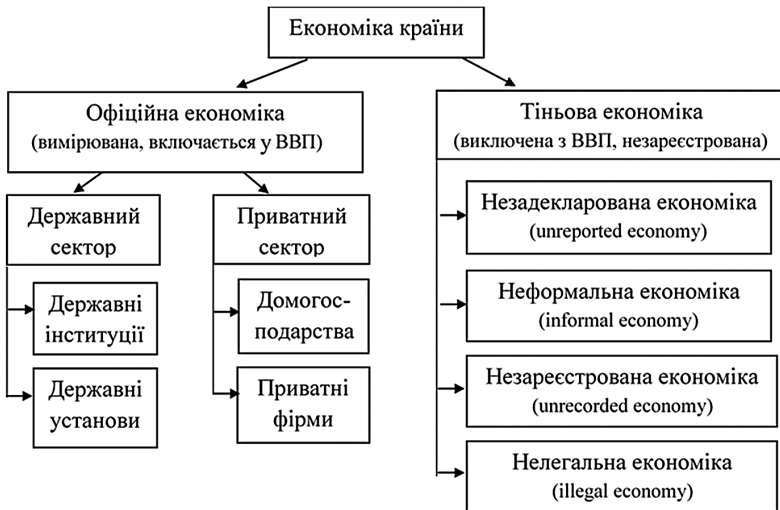 Економіка країни
Офіційна економіка
(вимірювана, включається у ВВП)
Державний
сектор
Державні
інституції
Державні
установи
Приватний
сектор
Домогос-
подарства
Приватні
фірми
Тіньова економіка
(виключена з ВВП, незареєстрована)
Незадекларована економіка
(unreported economy)
Неформальна економіка
(informal economy)
Незареєстрована економіка
(unrecorded economy)
Нелегальна економіка
(illegal economy)